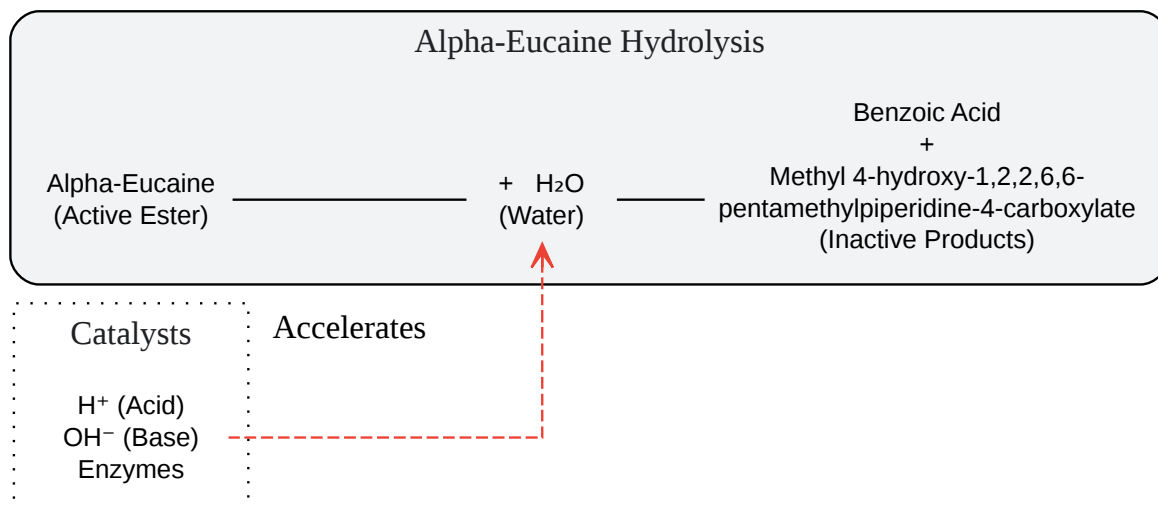 Alpha-Eucaine Hydrolysis
Alpha-Eucaine
(Active Ester)
+ H₂O
(Water)
Benzoic Acid
+
Methyl 4-hydroxy-1,2,2,6,6-
pentamethylpiperidine-4-carboxylate
(Inactive Products)
Catalysts
H⁺ (Acid)
OH⁻ (Base)
Enzymes
Accelerates